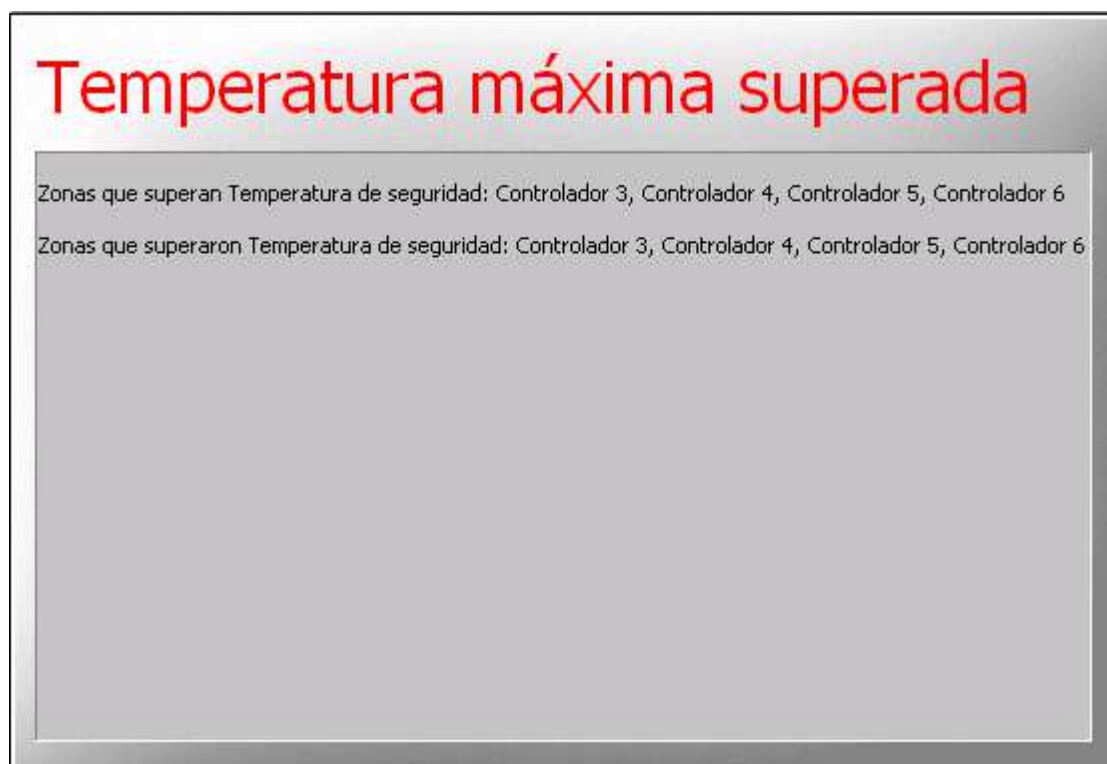 Temperatura máxima superada
Zonas que superan Temperatura de seguridad: Controlador 3, Controlador 4, Controlador 5, Controlador 6
Zonas que superaron Temperatura de seguridad: Controlador 3, Controlador 4, Controlador 5, Controlador 6